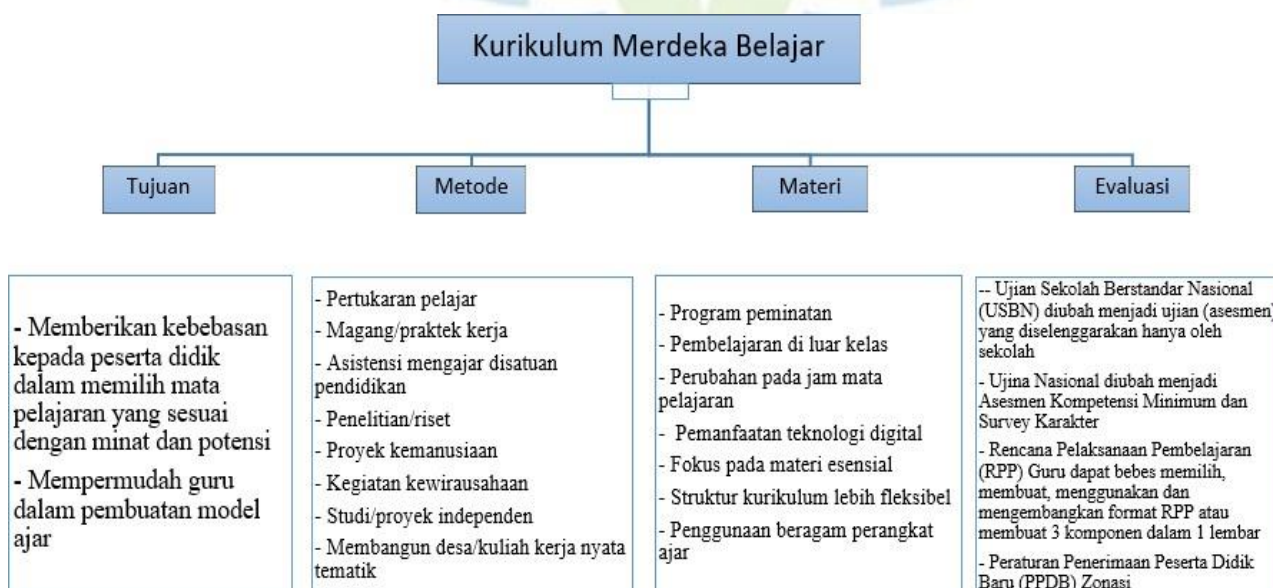 Kurikulum Merdeka Belajar
Tujuan
Metode
Materi
Evaluasi
- Memberikan kebebasan
kepada peserta didik
dalam memilih mata
pelajaran yang sesuai
dengan minat dan potensi
- Mempermudah guru
dalam pembuatan model
ajar
- Pertukaran pelajar
- Magang/praktek kerja
- Asistensi mengajar disatuan
pendidikan
- Penelitian/riset
- Proyek kemanusiaan
- Kegiatan kewirausahaan
- Studi/proyek independen
- Membangun desa/kuliah kerja nyata
tematik
- Program peminatan
- Pembelajaran di luar kelas
- Perubahan pada jam mata
pelajaran
- Pemanfaatan teknologi digital
- Fokus pada materi esensial
- Struktur kurikulum lebih fleksibel
- Penggunaan beragam perangkat
ajar
-- Ujian Sekolah Berstandar Nasional
(USBN) diubah menjadi ujian (asesmen)
yang diselenggarakan hanya oleh
sekolah
- Ujina Nasional diubah menjadi
Asesmen Kompetensi Minimum dan
Survey Karakter
- Rencana Pelaksanaan Pembelajaran
(RPP) Guru dapat bebes memilih,
membuat, menggunakan dan
mengembangkan format RPP atau
membuat 3 komponen dalam 1 lembar
- Peraturan Penerimaan Peserta Didik
Baru (PPDB) Zonasi